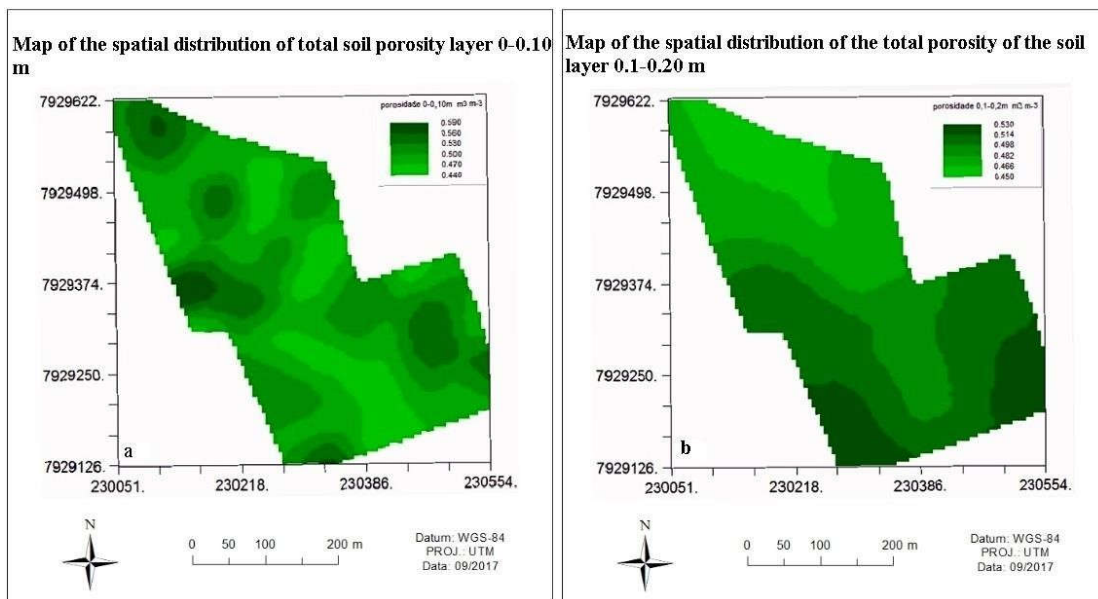 Map of the spatial distribution of total soil porosity layer 0-0.10
m
porosidade 0-0,10m m3 m-3
0.590
0.560
0.530
0.500
0.470
0.440
7929622.
7929498.
7929374.
7929250.
7929126.
a
230051.
230218.
230386.
230554.
N
0 50 100 200 m
Datum: WGS-84
PROJ.: UTM
Data: 09/2017
Map of the spatial distribution of the total porosity of the soil
layer 0.1-0.20 m
porosidade 0,1-0,2m m3 m-3
0.530
0.514
0.498
0.482
0.466
0.450
7929622.
7929498.
7929374.
7929250.
7929126.
b
230051.
230218.
230386.
230554.
N
0 50 100 200 m
Datum: WGS-84
PROJ.: UTM
Data: 09/2017